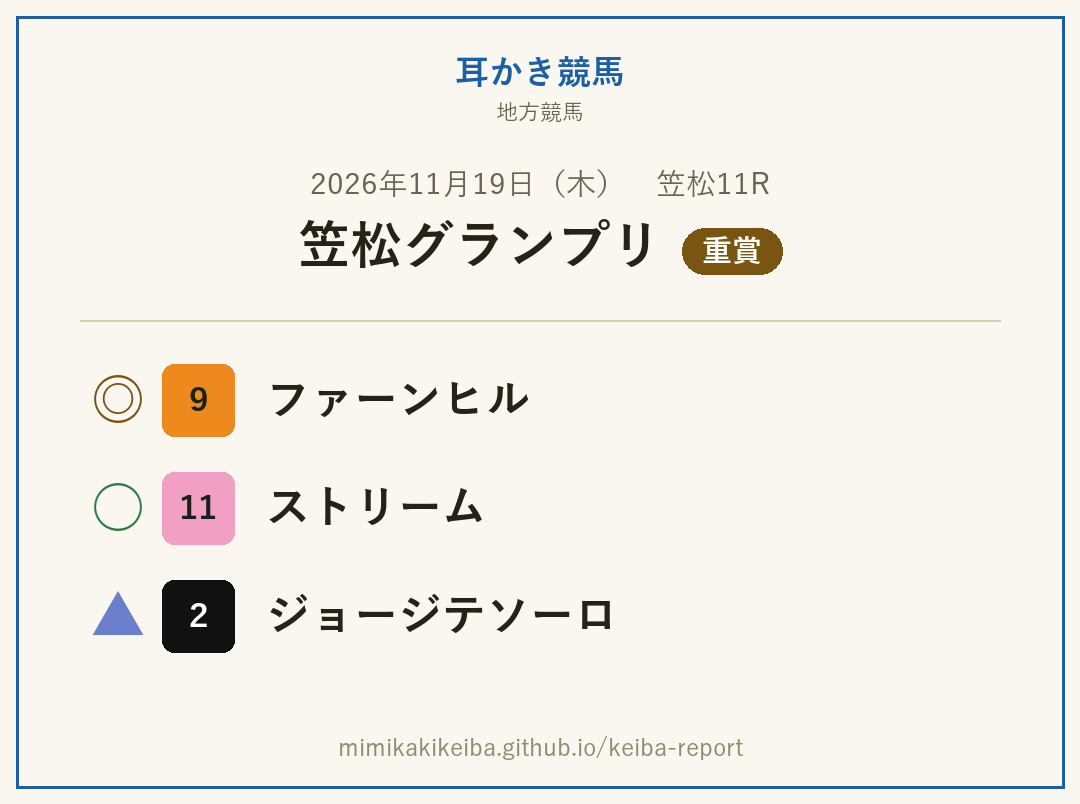 耳かき競馬
地方競馬
2026年11月19日（木）　笠松11R
笠松グランプリ 重賞
◎ 9 ファーンヒル
○ 11 ストリーム
▲ 2 ジョージテソーロ
mimikakikeiba.github.io/keiba-report